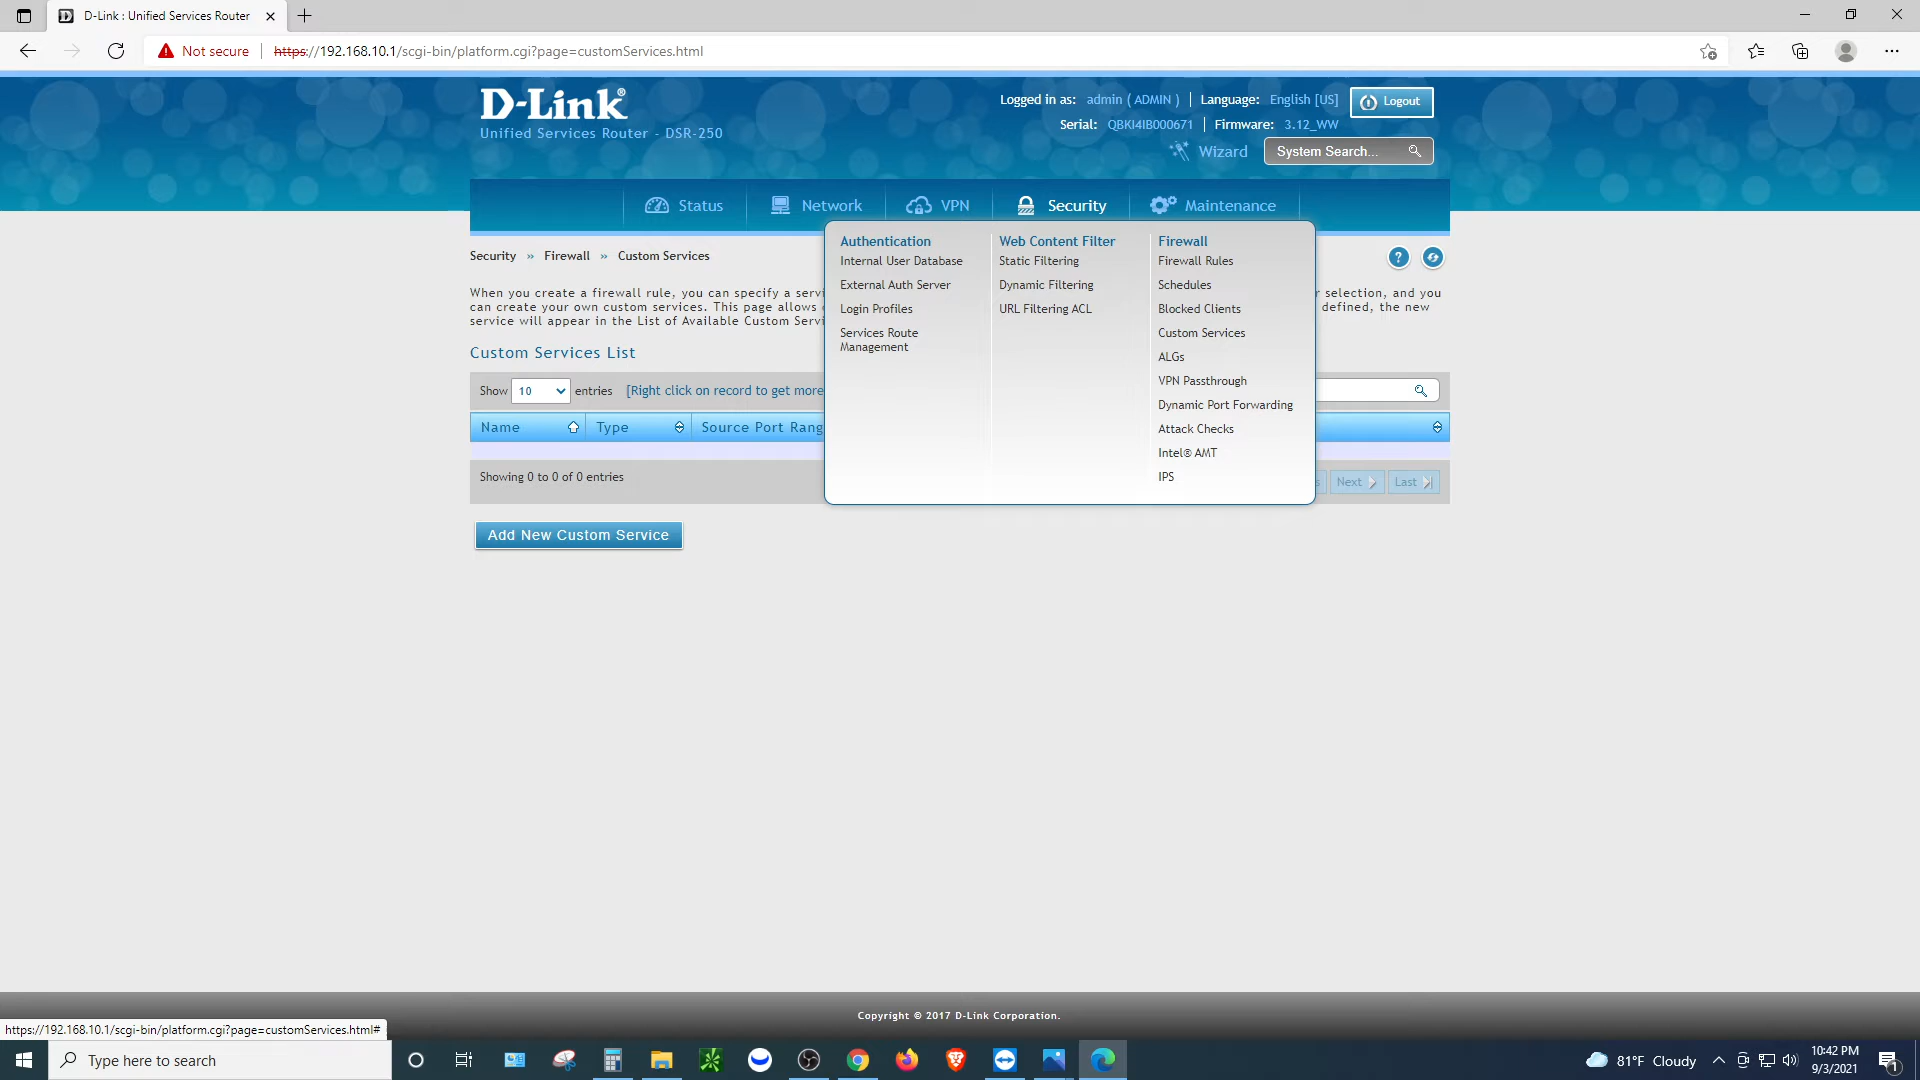 D-Link : Unified Services Router
Not secure
https://192.168.10.1/scgi-bin/platform.cgi?page=customServices.html
D-Link®
Unified Services Router - DSR-250
Logged in as: admin ( ADMIN ) | Language: English [US]
Logout
Serial: QBKI4IB000671 | Firmware: 3.12_WW
Wizard
System Search...
Status
Network
VPN
Security
Maintenance
Security » Firewall » Custom Services
Authentication
Internal User Database
External Auth Server
Login Profiles
Services Route
Management
Web Content Filter
Static Filtering
Dynamic Filtering
URL Filtering ACL
Firewall
Firewall Rules
Schedules
Blocked Clients
Custom Services
ALGs
VPN Passthrough
Dynamic Port Forwarding
Attack Checks
Intel® AMT
IPS
?
When you create a firewall rule, you can specify a servi r selection, and you
can create your own custom services. This page allows defined, the new
service will appear in the List of Available Custom Servi
Custom Services List
Show 10 entries [Right click on record to get more
Name Type Source Port Rang
Showing 0 to 0 of 0 entries
Next
Last
Add New Custom Service
Copyright © 2017 D-Link Corporation.
https://192.168.10.1/scgi-bin/platform.cgi?page=customServices.html#
Type here to search
81°F Cloudy
10:42 PM
9/3/2021
1